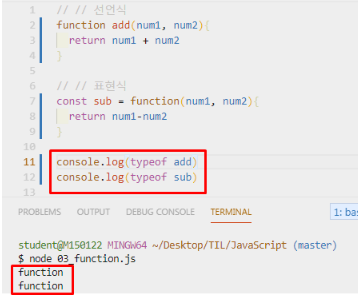 1 // // 선언식
2 function add(num1, num2){
3 return num1 + num2
4 }
5
6 // // 표현식
7 const sub = function(num1, num2){
8 return num1-num2
9 }
10
11 console.log(typeof add)
12 console.log(typeof sub)
13
PROBLEMS OUTPUT DEBUG CONSOLE TERMINAL 1: bas
student@M150122 MINGW64 ~/Desktop/TIL/JavaScript (master)
$ node 03_function.js
function
function